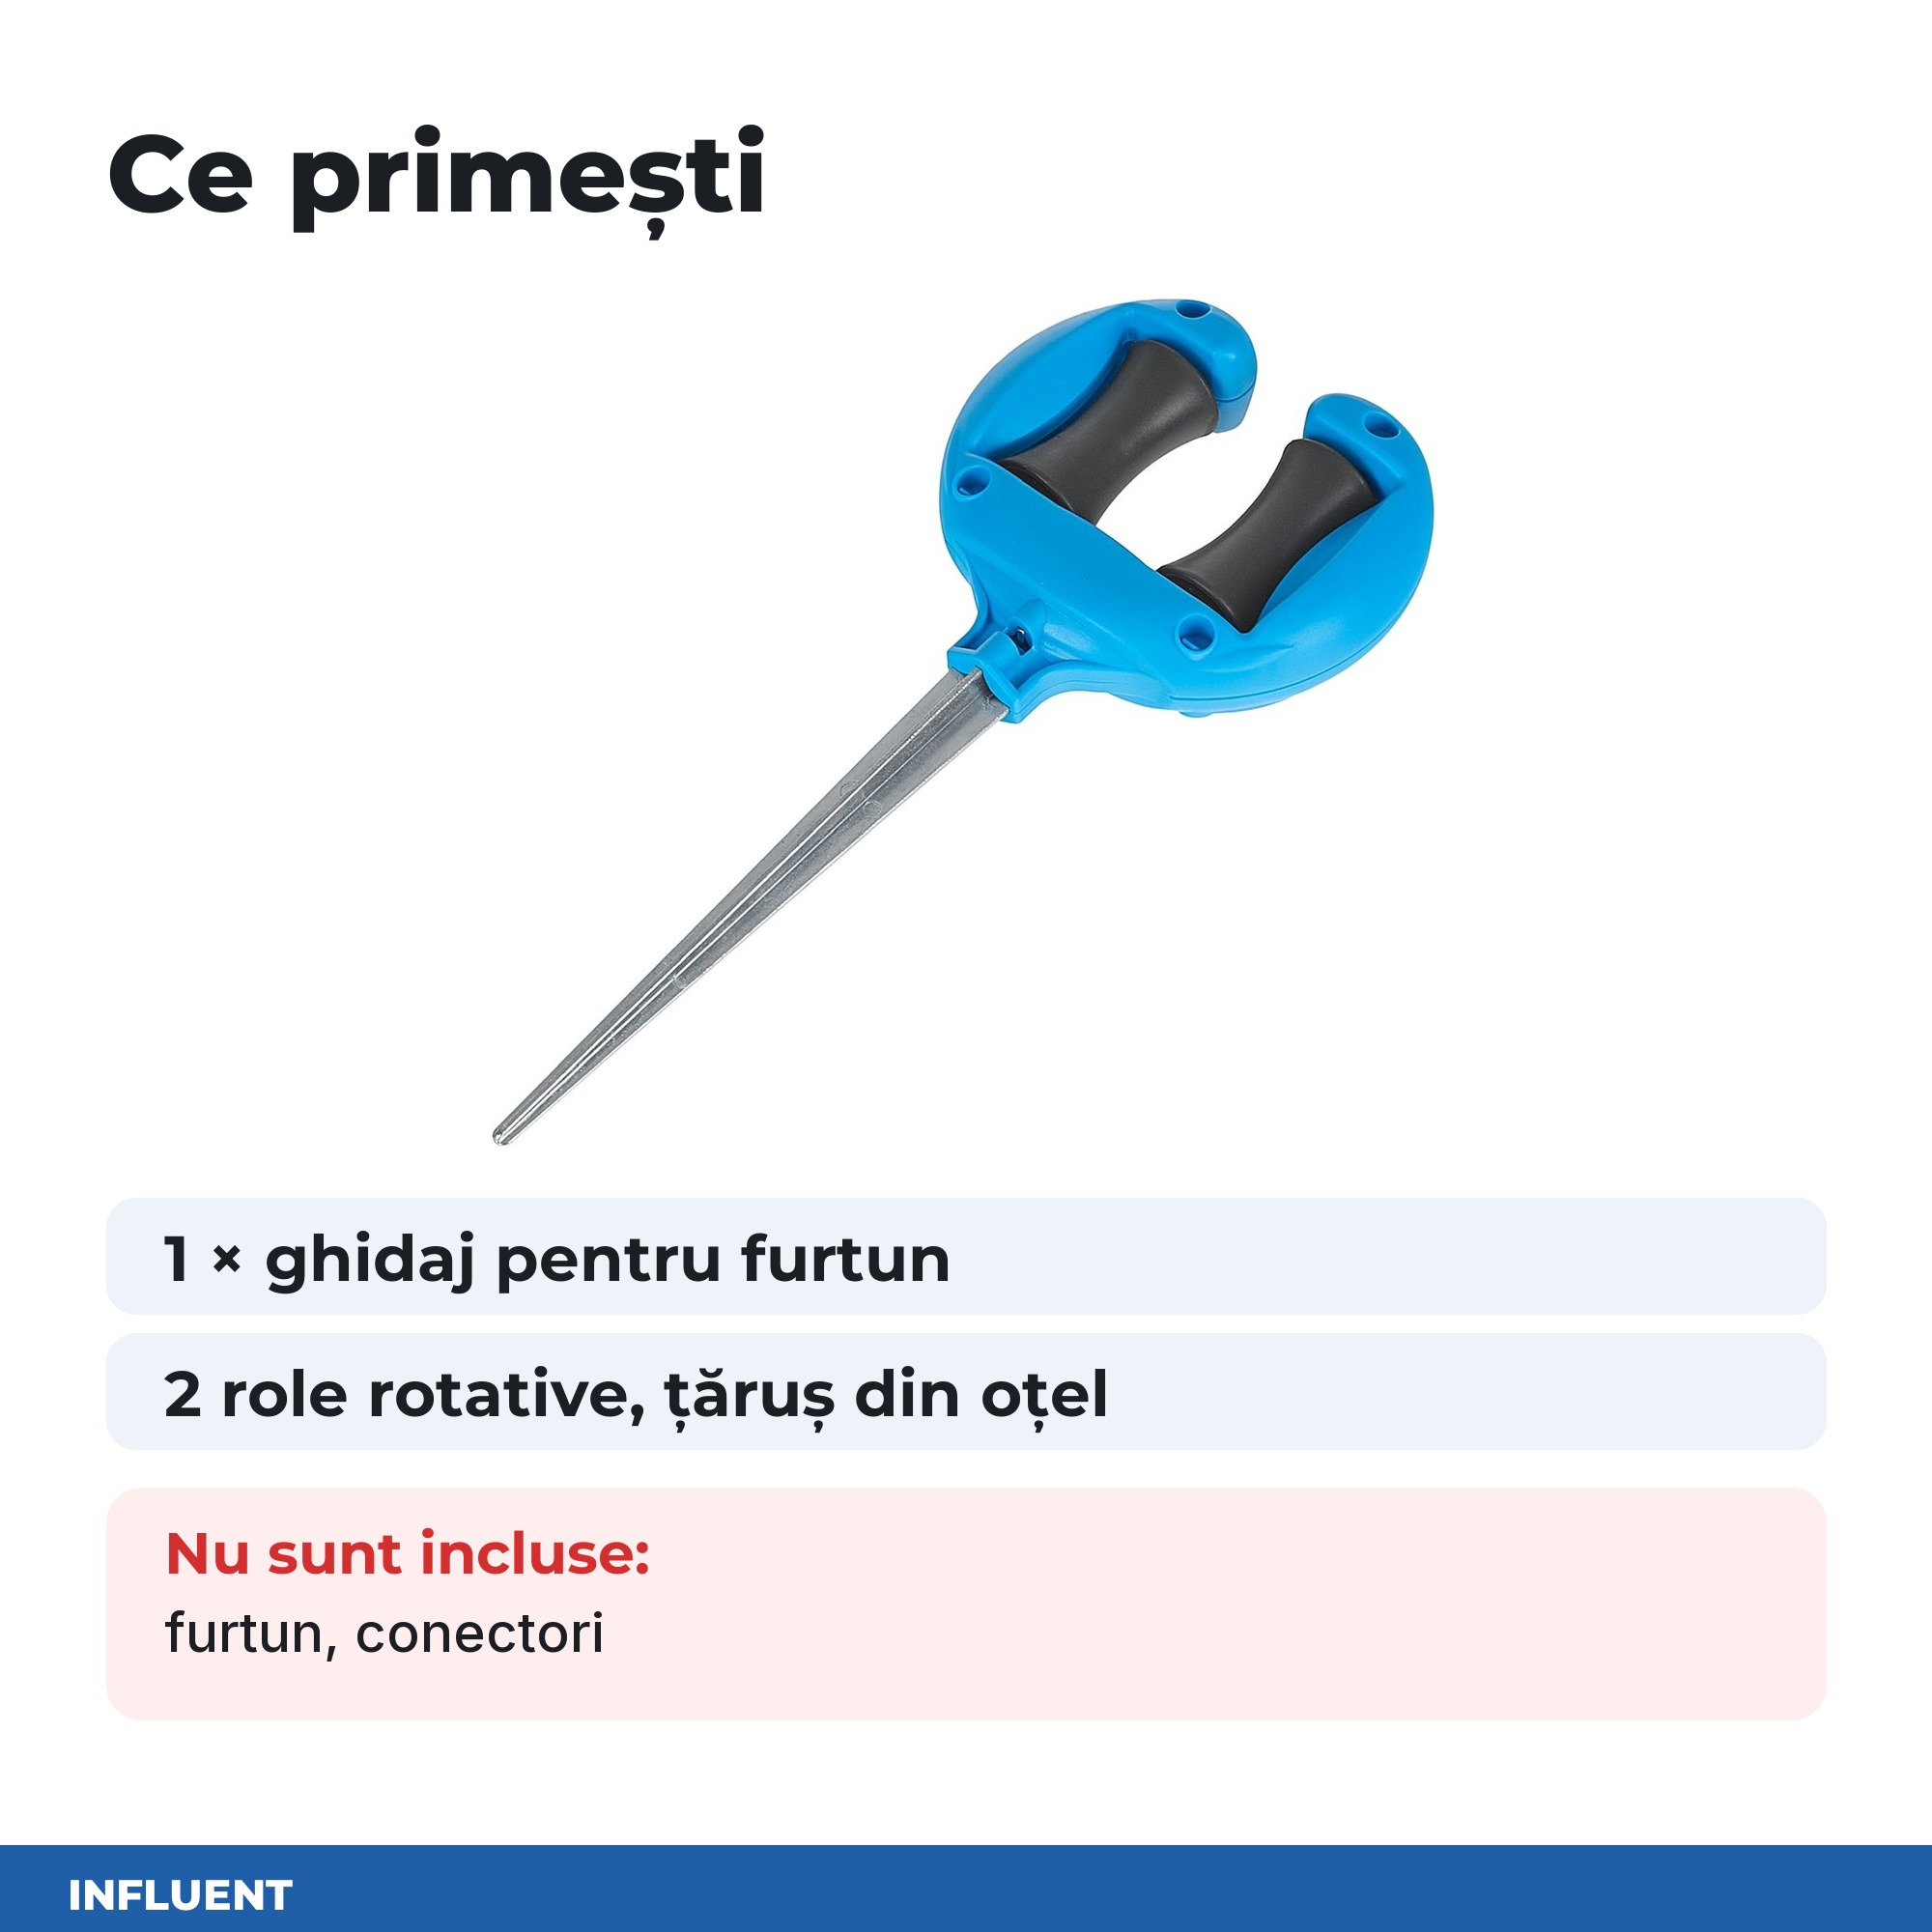 Ce primești
1 × ghidaj pentru furtun
2 role rotative, țăruș din oțel
Nu sunt incluse:
furtun, conectori
INFLUENT